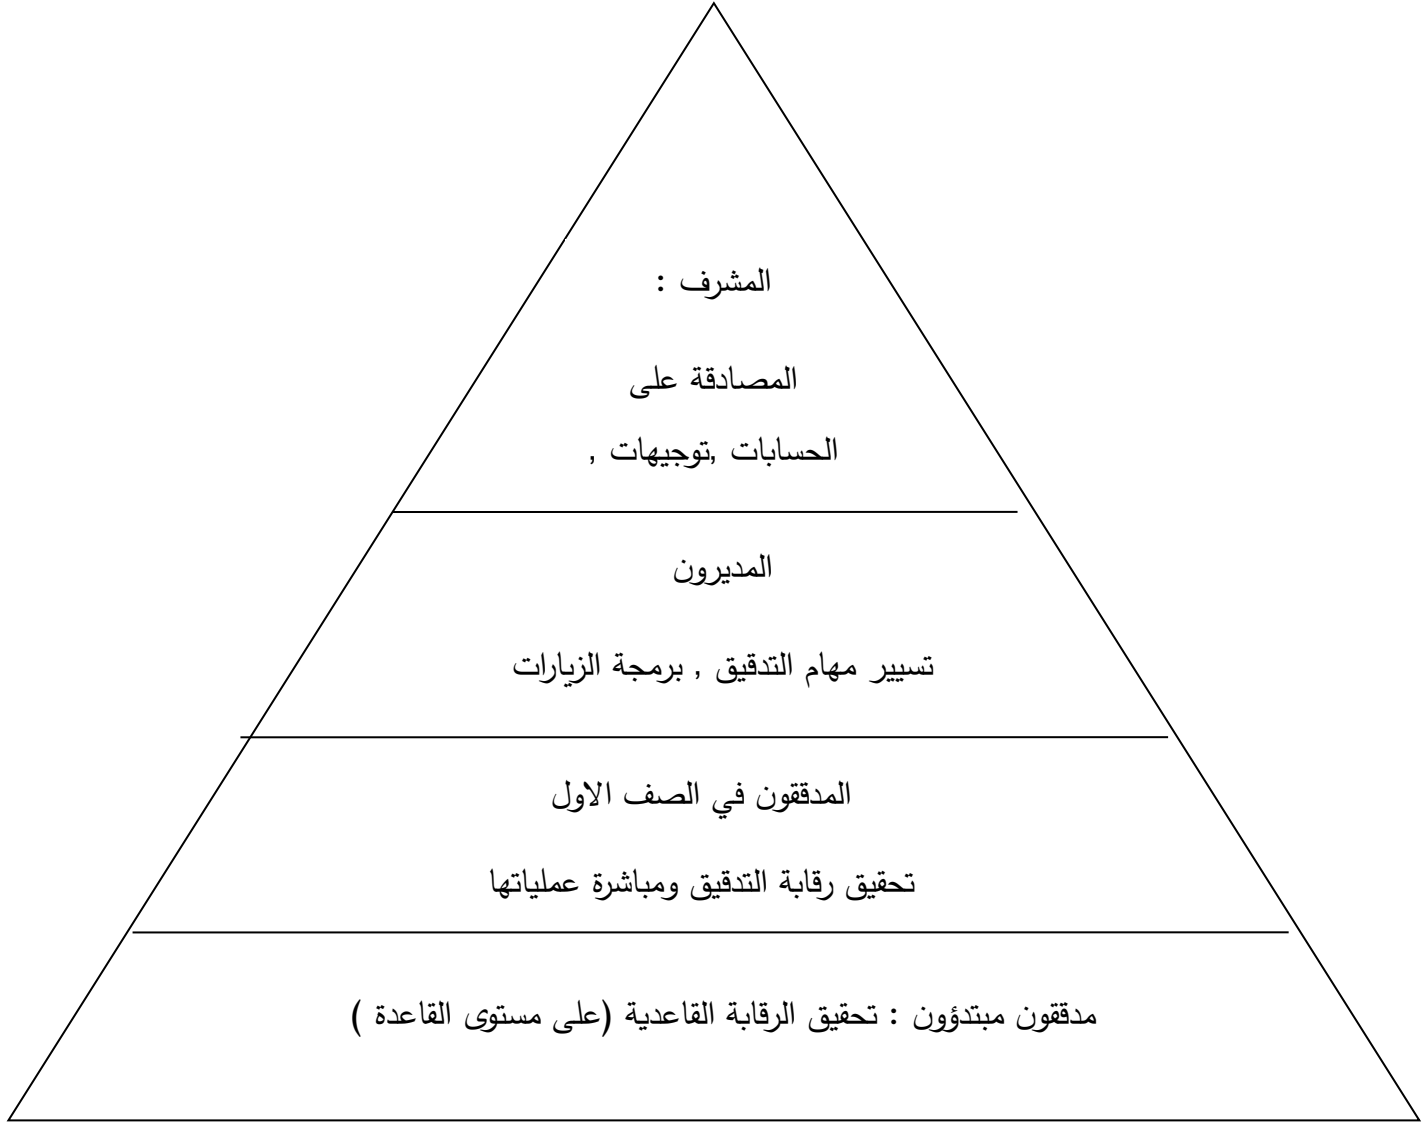 المشرف :
المصادقة على
الحسابات ,توجيهات ,
المديرون
تسيير مهام التدقيق , برمجة الزيارات
المدققون في الصف الاول
تحقيق رقابة التدقيق ومباشرة عملياتها
مدققون مبتدؤون : تحقيق الرقابة القاعدية (على مستوى القاعدة )